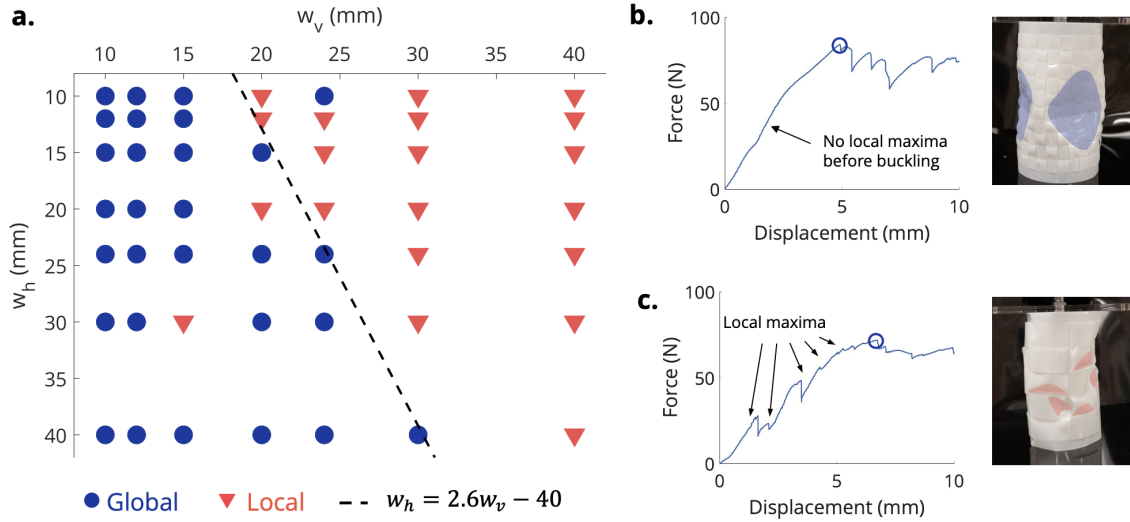 a.
w_v (mm)
10 15 20 25 30 35 40
10
15
20
25
30
35
40
w_h (mm)
Global Local w_h = 2.6w_v − 40
b.
100
50
0
Force (N)
No local maxima
before buckling
0 5 10
Displacement (mm)
c.
100
50
0
Force (N)
Local maxima
0 5 10
Displacement (mm)